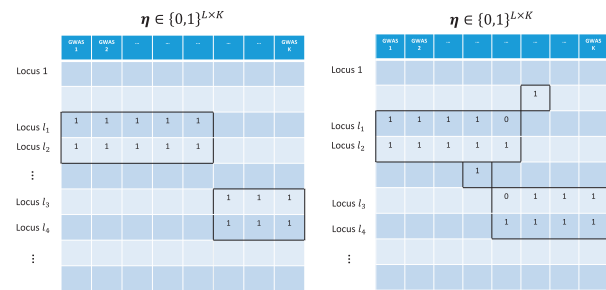 η ∈ {0,1}^{L×K}
GWAS 1 GWAS 2 ... ... ... ... ... GWAS K
Locus 1
Locus l₁ 1 1 1 1 1
Locus l₂ 1 1 1 1 1
⋮
Locus l₃ 1 1 1
Locus l₄ 1 1 1
⋮
η ∈ {0,1}^{L×K}
GWAS 1 GWAS 2 ... ... ... ... ... GWAS K
Locus 1
1
Locus l₁ 1 1 1 1 0
Locus l₂ 1 1 1 1 1
⋮ 1
Locus l₃ 0 1 1 1
Locus l₄ 1 1 1 1
⋮